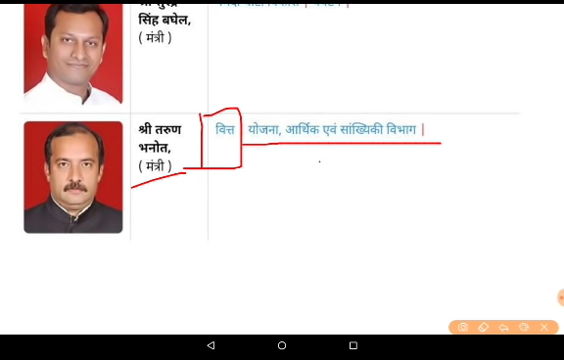 सिंह बघेल,
( मंत्री )
श्री तरुण
भनोत,
( मंत्री )
वित्त योजना, आर्थिक एवं सांख्यिकी विभाग |